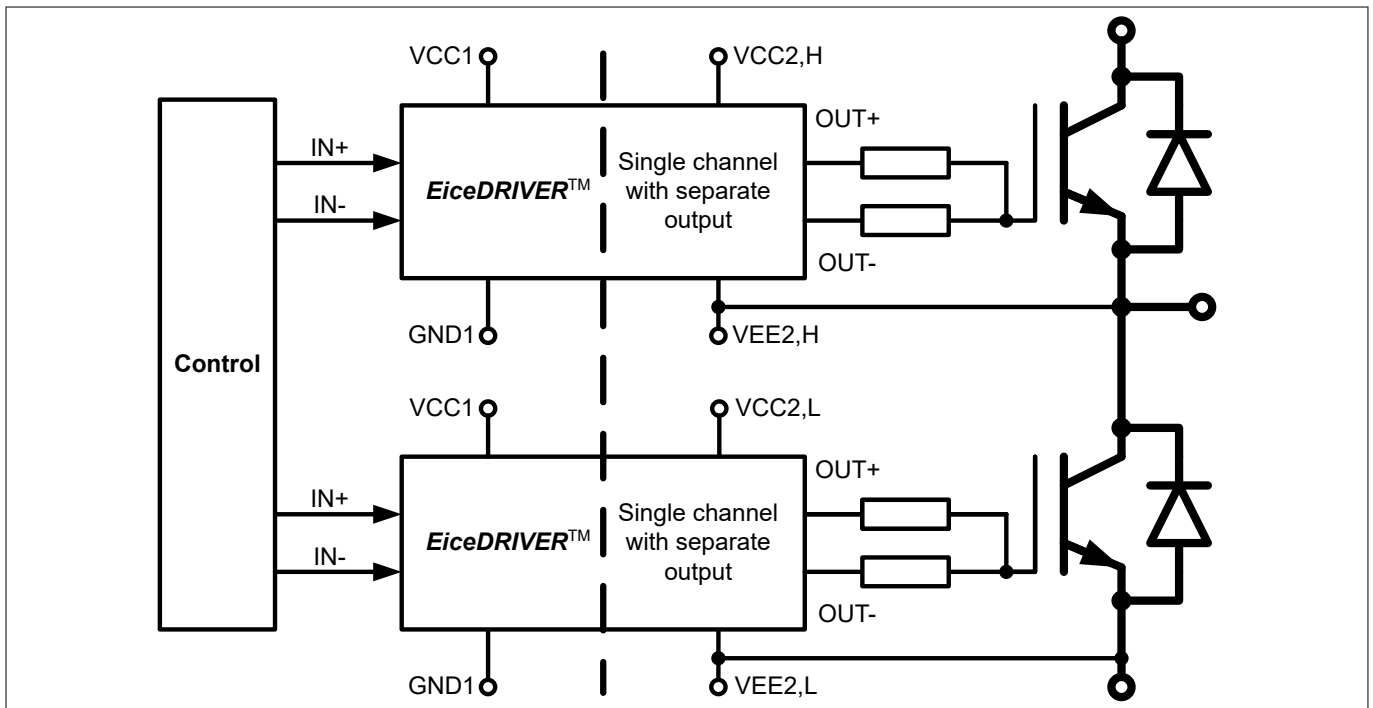 VCC1
VCC2,H
OUT+
IN+
IN-
EiceDRIVER™
Single channel
with separate
output
OUT-
GND1
VEE2,H
Control
VCC1
VCC2,L
OUT+
IN+
IN-
EiceDRIVER™
Single channel
with separate
output
OUT-
GND1
VEE2,L